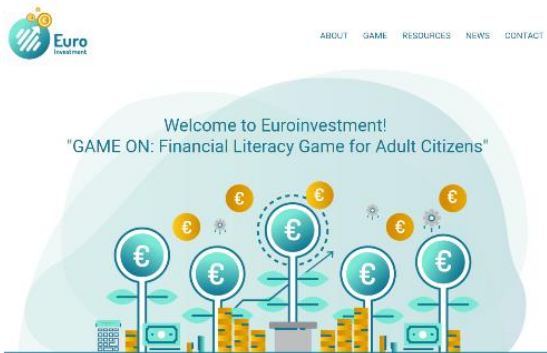 Euro
Investment
ABOUT GAME RESOURCES NEWS CONTACT
Welcome to Euroinvestment!
"GAME ON: Financial Literacy Game for Adult Citizens"
€ € € €
€ € € € €